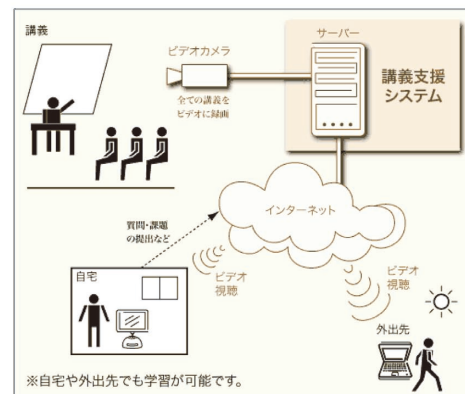 講義
ビデオカメラ
全ての講義を
ビデオに録画
サーバー
講義支援
システム
インターネット
質問・課題
の提出など
ビデオ
視聴
自宅
ビデオ
視聴
外出先
※自宅や外出先でも学習が可能です。